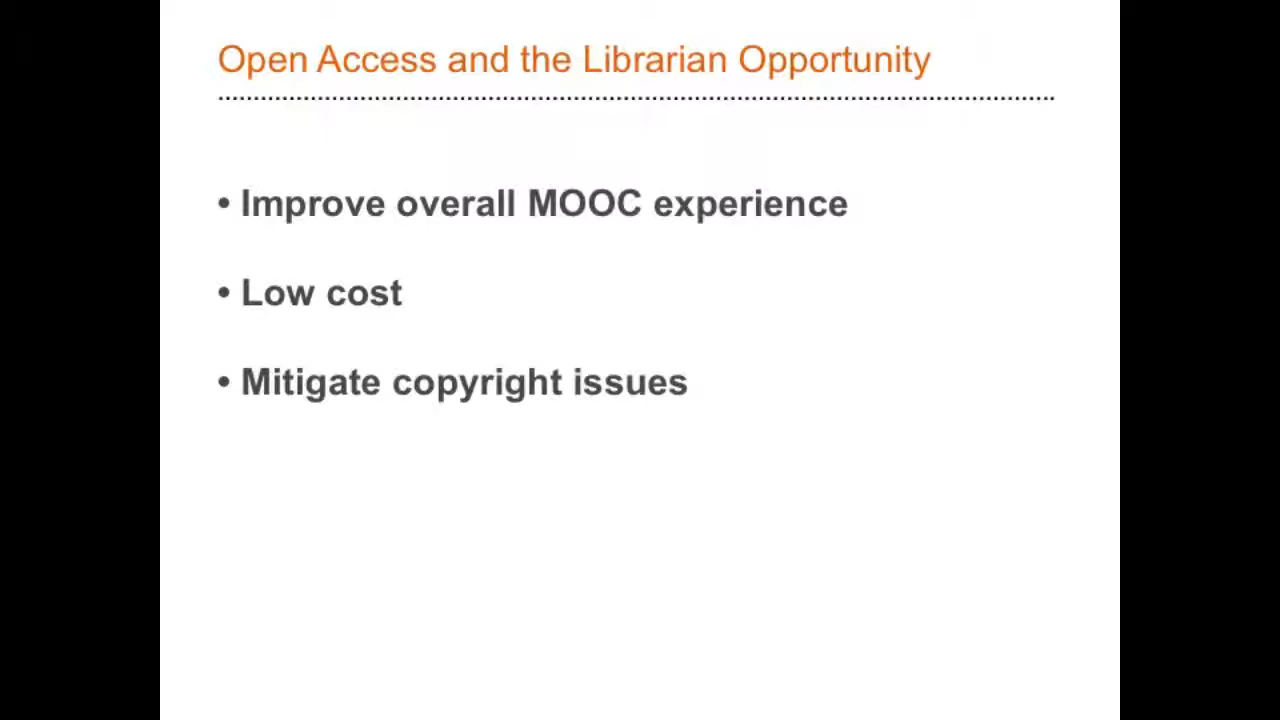 Open Access and the Librarian Opportunity
• Improve overall MOOC experience
• Low cost
• Mitigate copyright issues